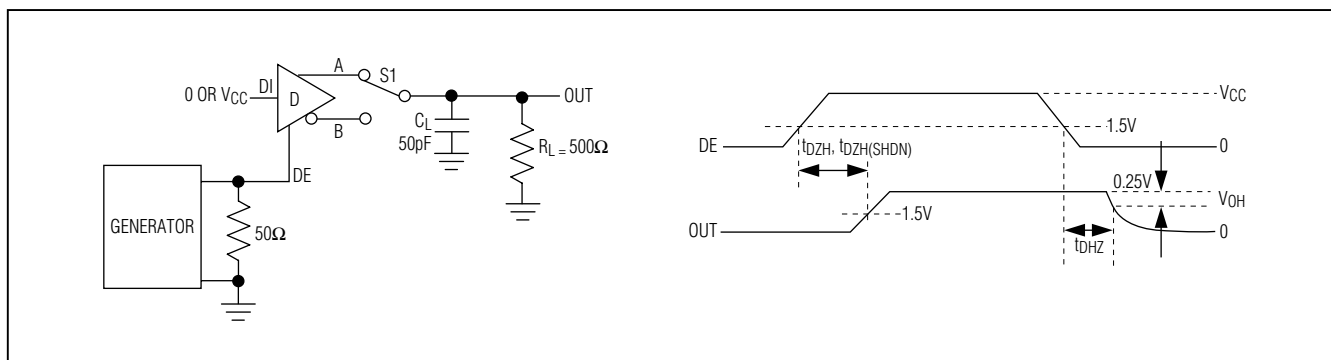 A
S1
DI
0 OR VCC
D
OUT
CL
50pF
B
RL = 500Ω
DE
GENERATOR
50Ω
VCC
1.5V
DE
0
tDZH, tDZH(SHDN)
0.25V
VOH
1.5V
OUT
0
tDHZ